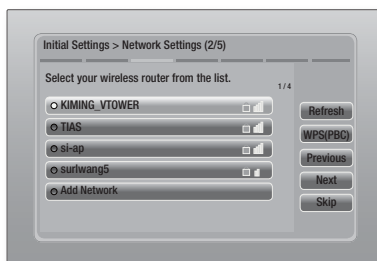 Initial Settings > Network Settings (2/5)
Select your wireless router from the list.
1/4
KIMING_VTOWER
TIAS
si-ap
surlwang5
Add Network
Refresh
WPS(PBC)
Previous
Next
Skip